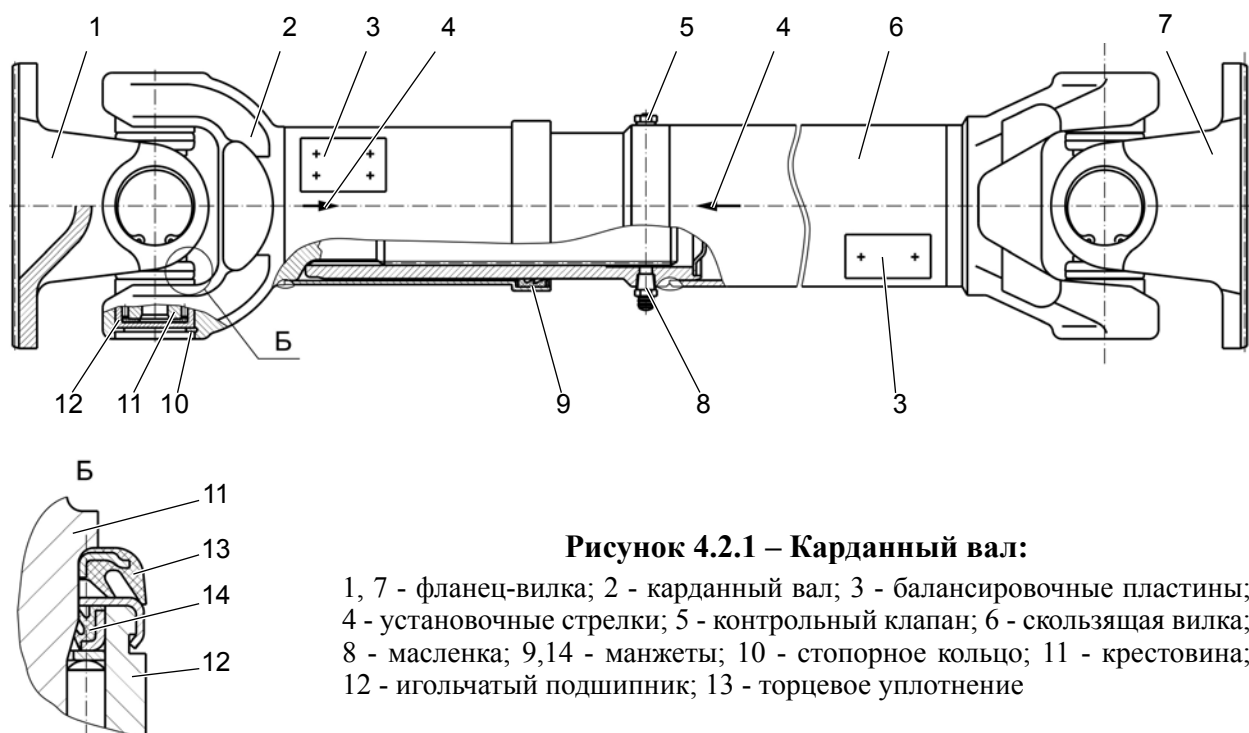 1 2 3 4 5 4 6 7
Б
12 11 10 9 8 3
Б
11
13
14
12
Рисунок 4.2.1 – Карданный вал:
1, 7 - фланец-вилка; 2 - карданный вал; 3 - балансировочные пластины;
4 - установочные стрелки; 5 - контрольный клапан; 6 - скользящая вилка;
8 - масленка; 9,14 - манжеты; 10 - стопорное кольцо; 11 - крестовина;
12 - игольчатый подшипник; 13 - торцевое уплотнение